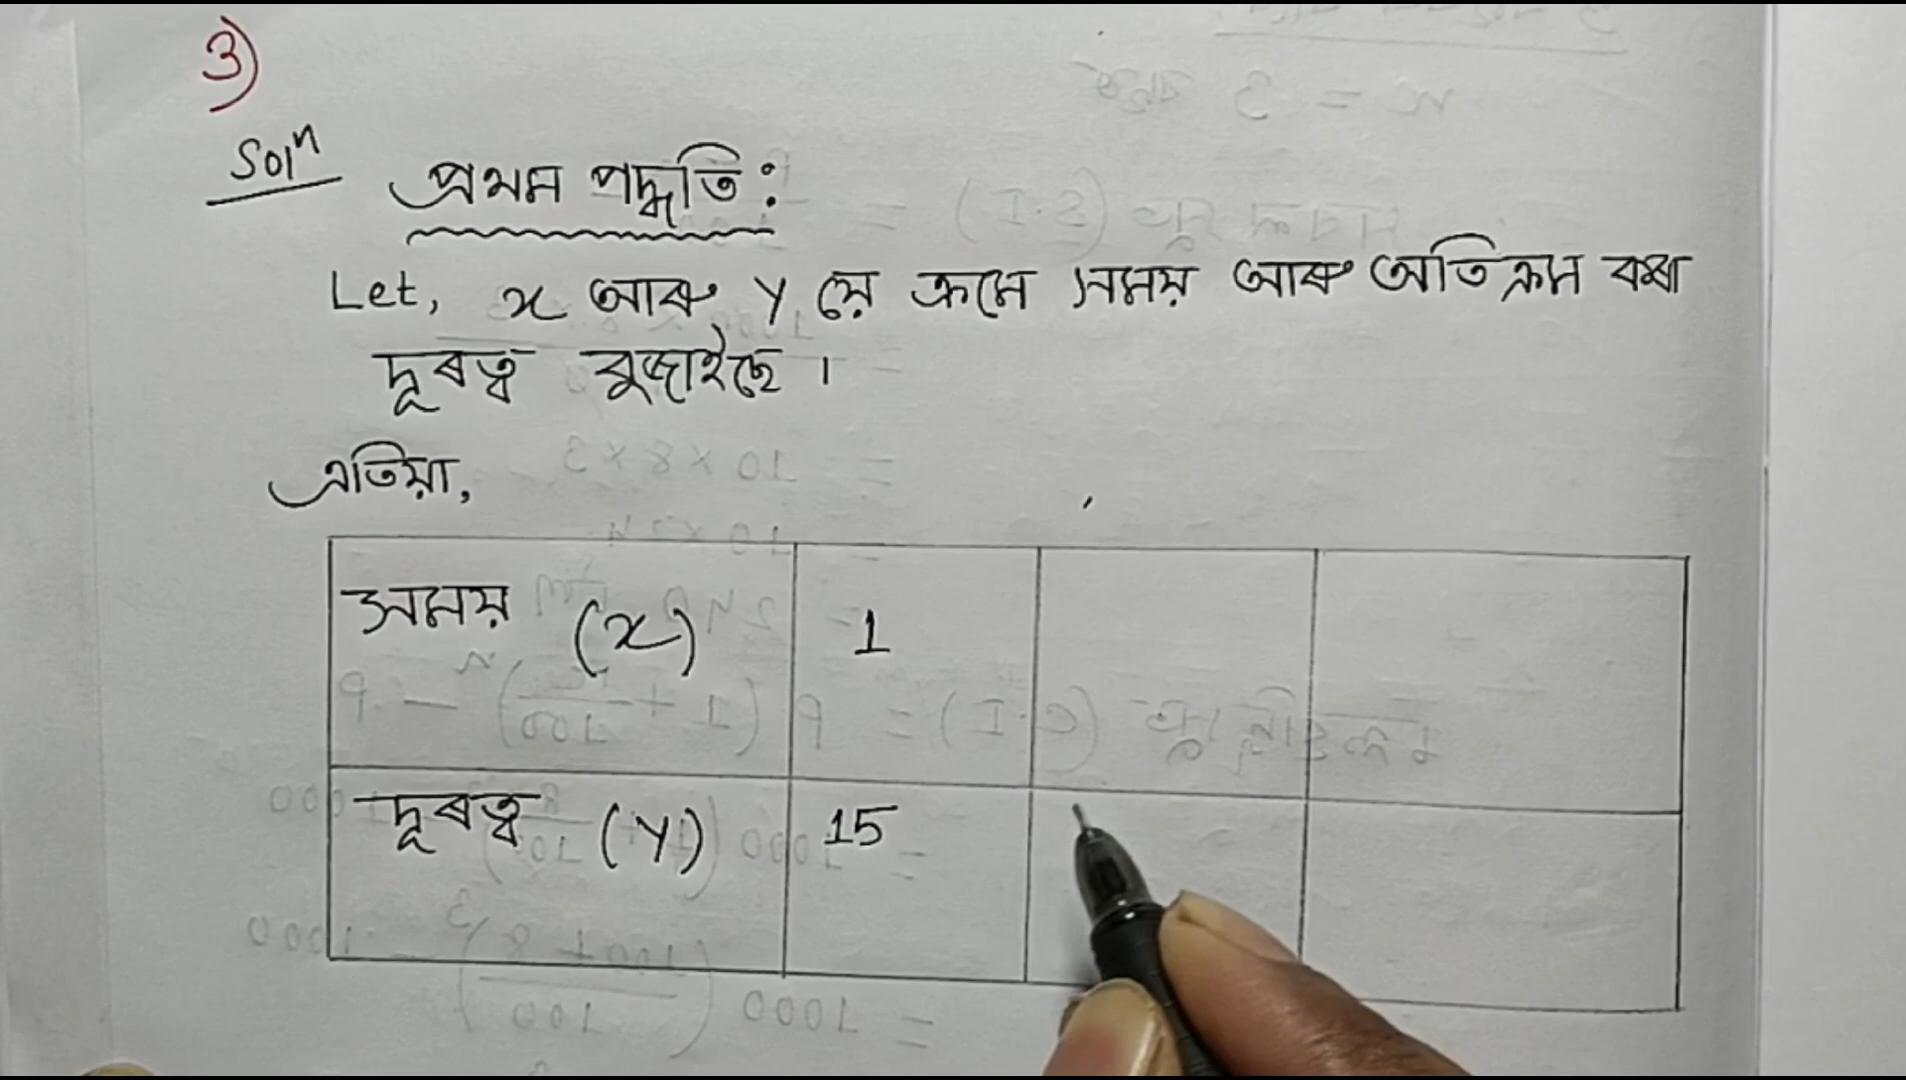 3)
Solⁿ প্ৰথম পদ্ধতি :
Let, x আৰু y য়ে ক্ৰমে সময় আৰু অতিক্ৰম কৰা
দূৰত্ব বুজাইছে ।
এতিয়া,
সময় (x) 1
দূৰত্ব (y) 15